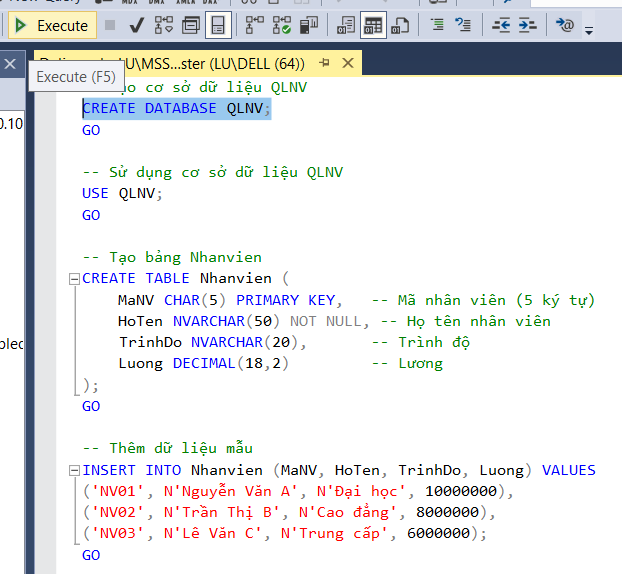 Execute
LU\MSS...ster (LU\DELL (64))
Execute (F5)
0.10
cơ sở dữ liệu QLNV
CREATE DATABASE QLNV;
GO
-- Sử dụng cơ sở dữ liệu QLNV
USE QLNV;
GO
-- Tạo bảng Nhanvien
CREATE TABLE Nhanvien (
MaNV CHAR(5) PRIMARY KEY, -- Mã nhân viên (5 ký tự)
HoTen NVARCHAR(50) NOT NULL, -- Họ tên nhân viên
TrinhDo NVARCHAR(20), -- Trình độ
Luong DECIMAL(18,2) -- Lương
);
GO
-- Thêm dữ liệu mẫu
INSERT INTO Nhanvien (MaNV, HoTen, TrinhDo, Luong) VALUES
('NV01', N'Nguyễn Văn A', N'Đại học', 10000000),
('NV02', N'Trần Thị B', N'Cao đẳng', 8000000),
('NV03', N'Lê Văn C', N'Trung cấp', 6000000);
GO